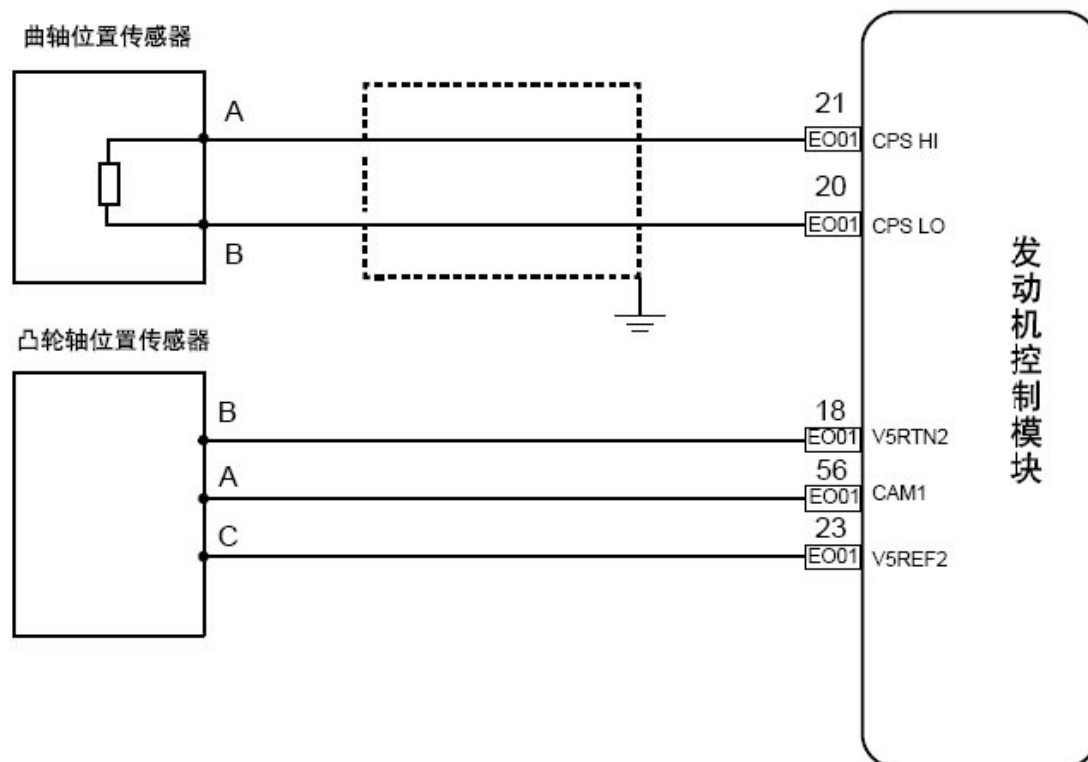 曲轴位置传感器
A
21
EO01 CPS HI
20
EO01 CPS LO
B
凸轮轴位置传感器
B
18
EO01 V5RTN2
A
56
EO01 CAM1
C
23
EO01 V5REF2
发动机控制模块